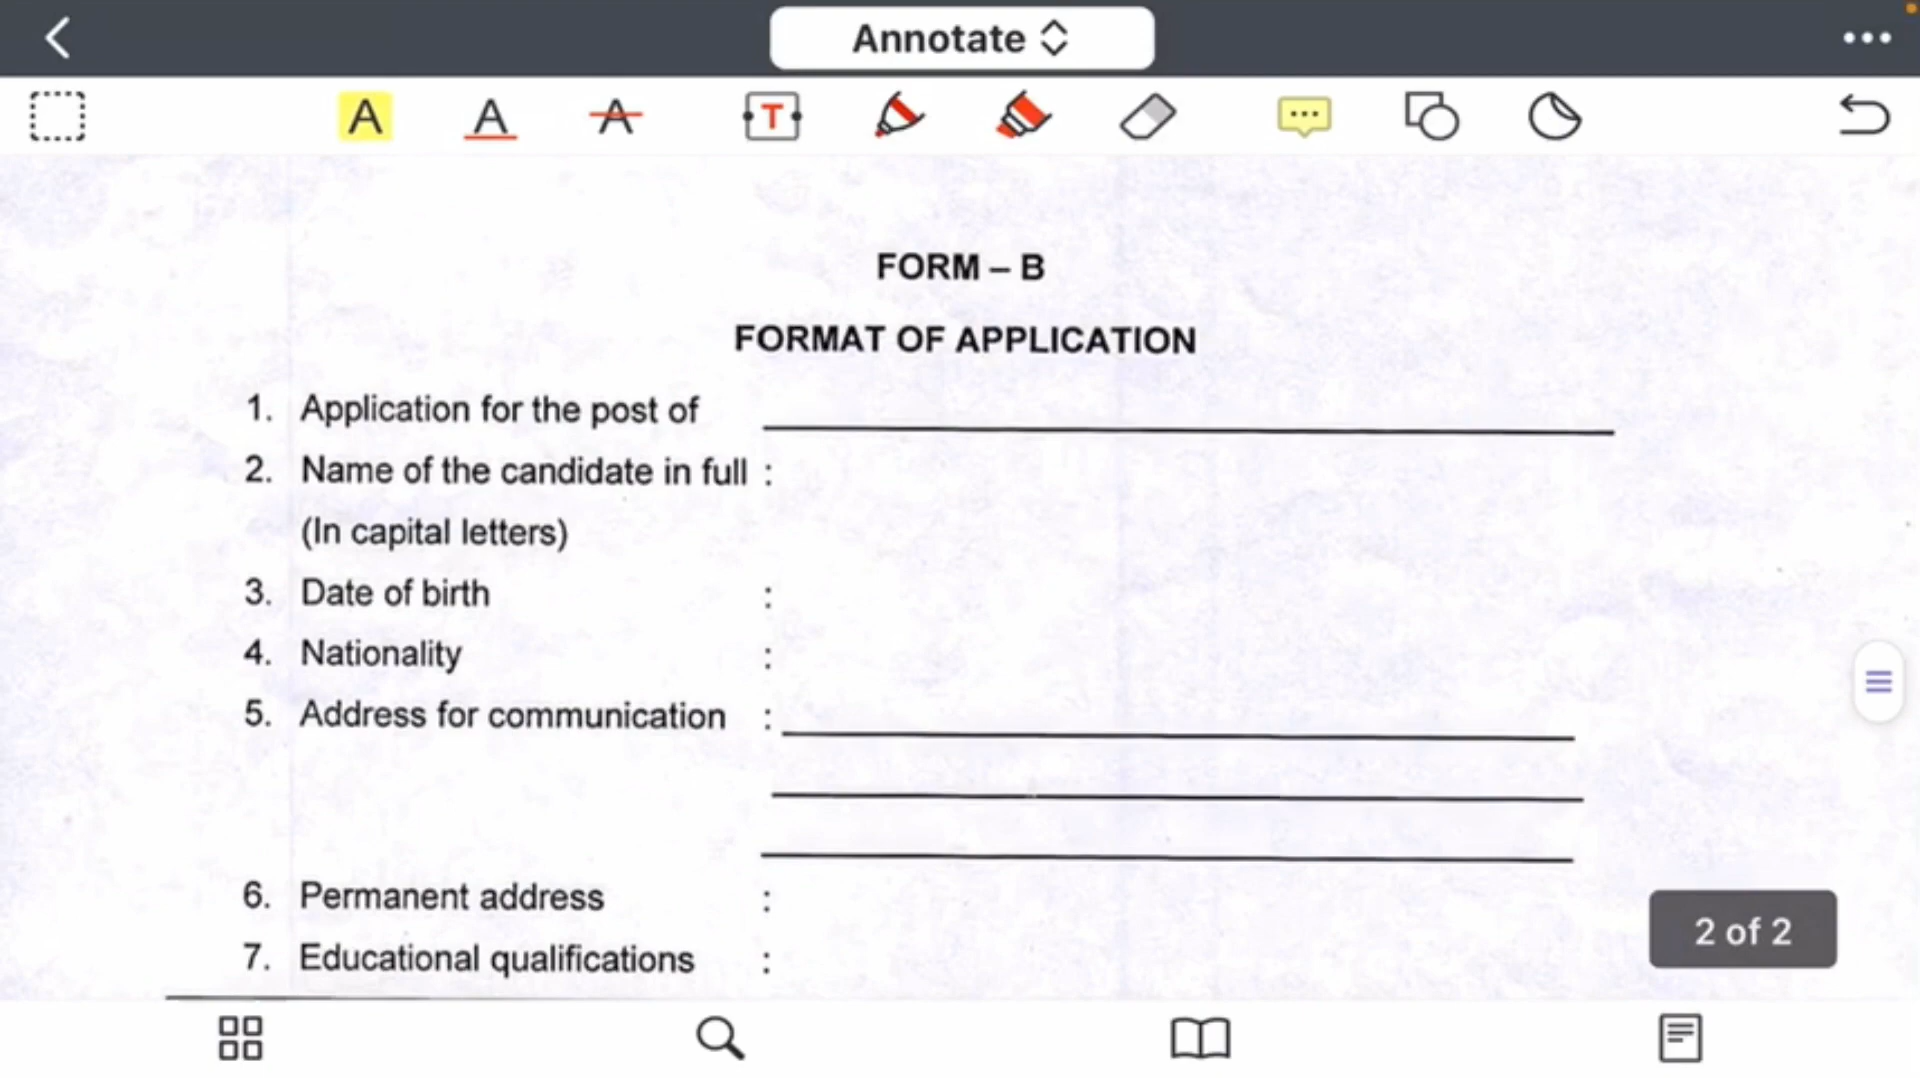 Annotate
A A A T
FORM – B
FORMAT OF APPLICATION
1. Application for the post of
2. Name of the candidate in full :
(In capital letters)
3. Date of birth :
4. Nationality :
5. Address for communication :
6. Permanent address :
7. Educational qualifications :
2 of 2